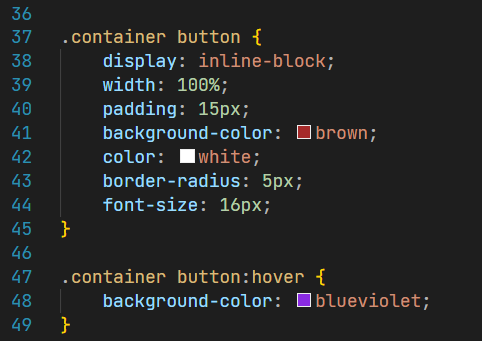 36
37 .container button {
38 display: inline-block;
39 width: 100%;
40 padding: 15px;
41 background-color: brown;
42 color: white;
43 border-radius: 5px;
44 font-size: 16px;
45 }
46
47 .container button:hover {
48 background-color: blueviolet;
49 }